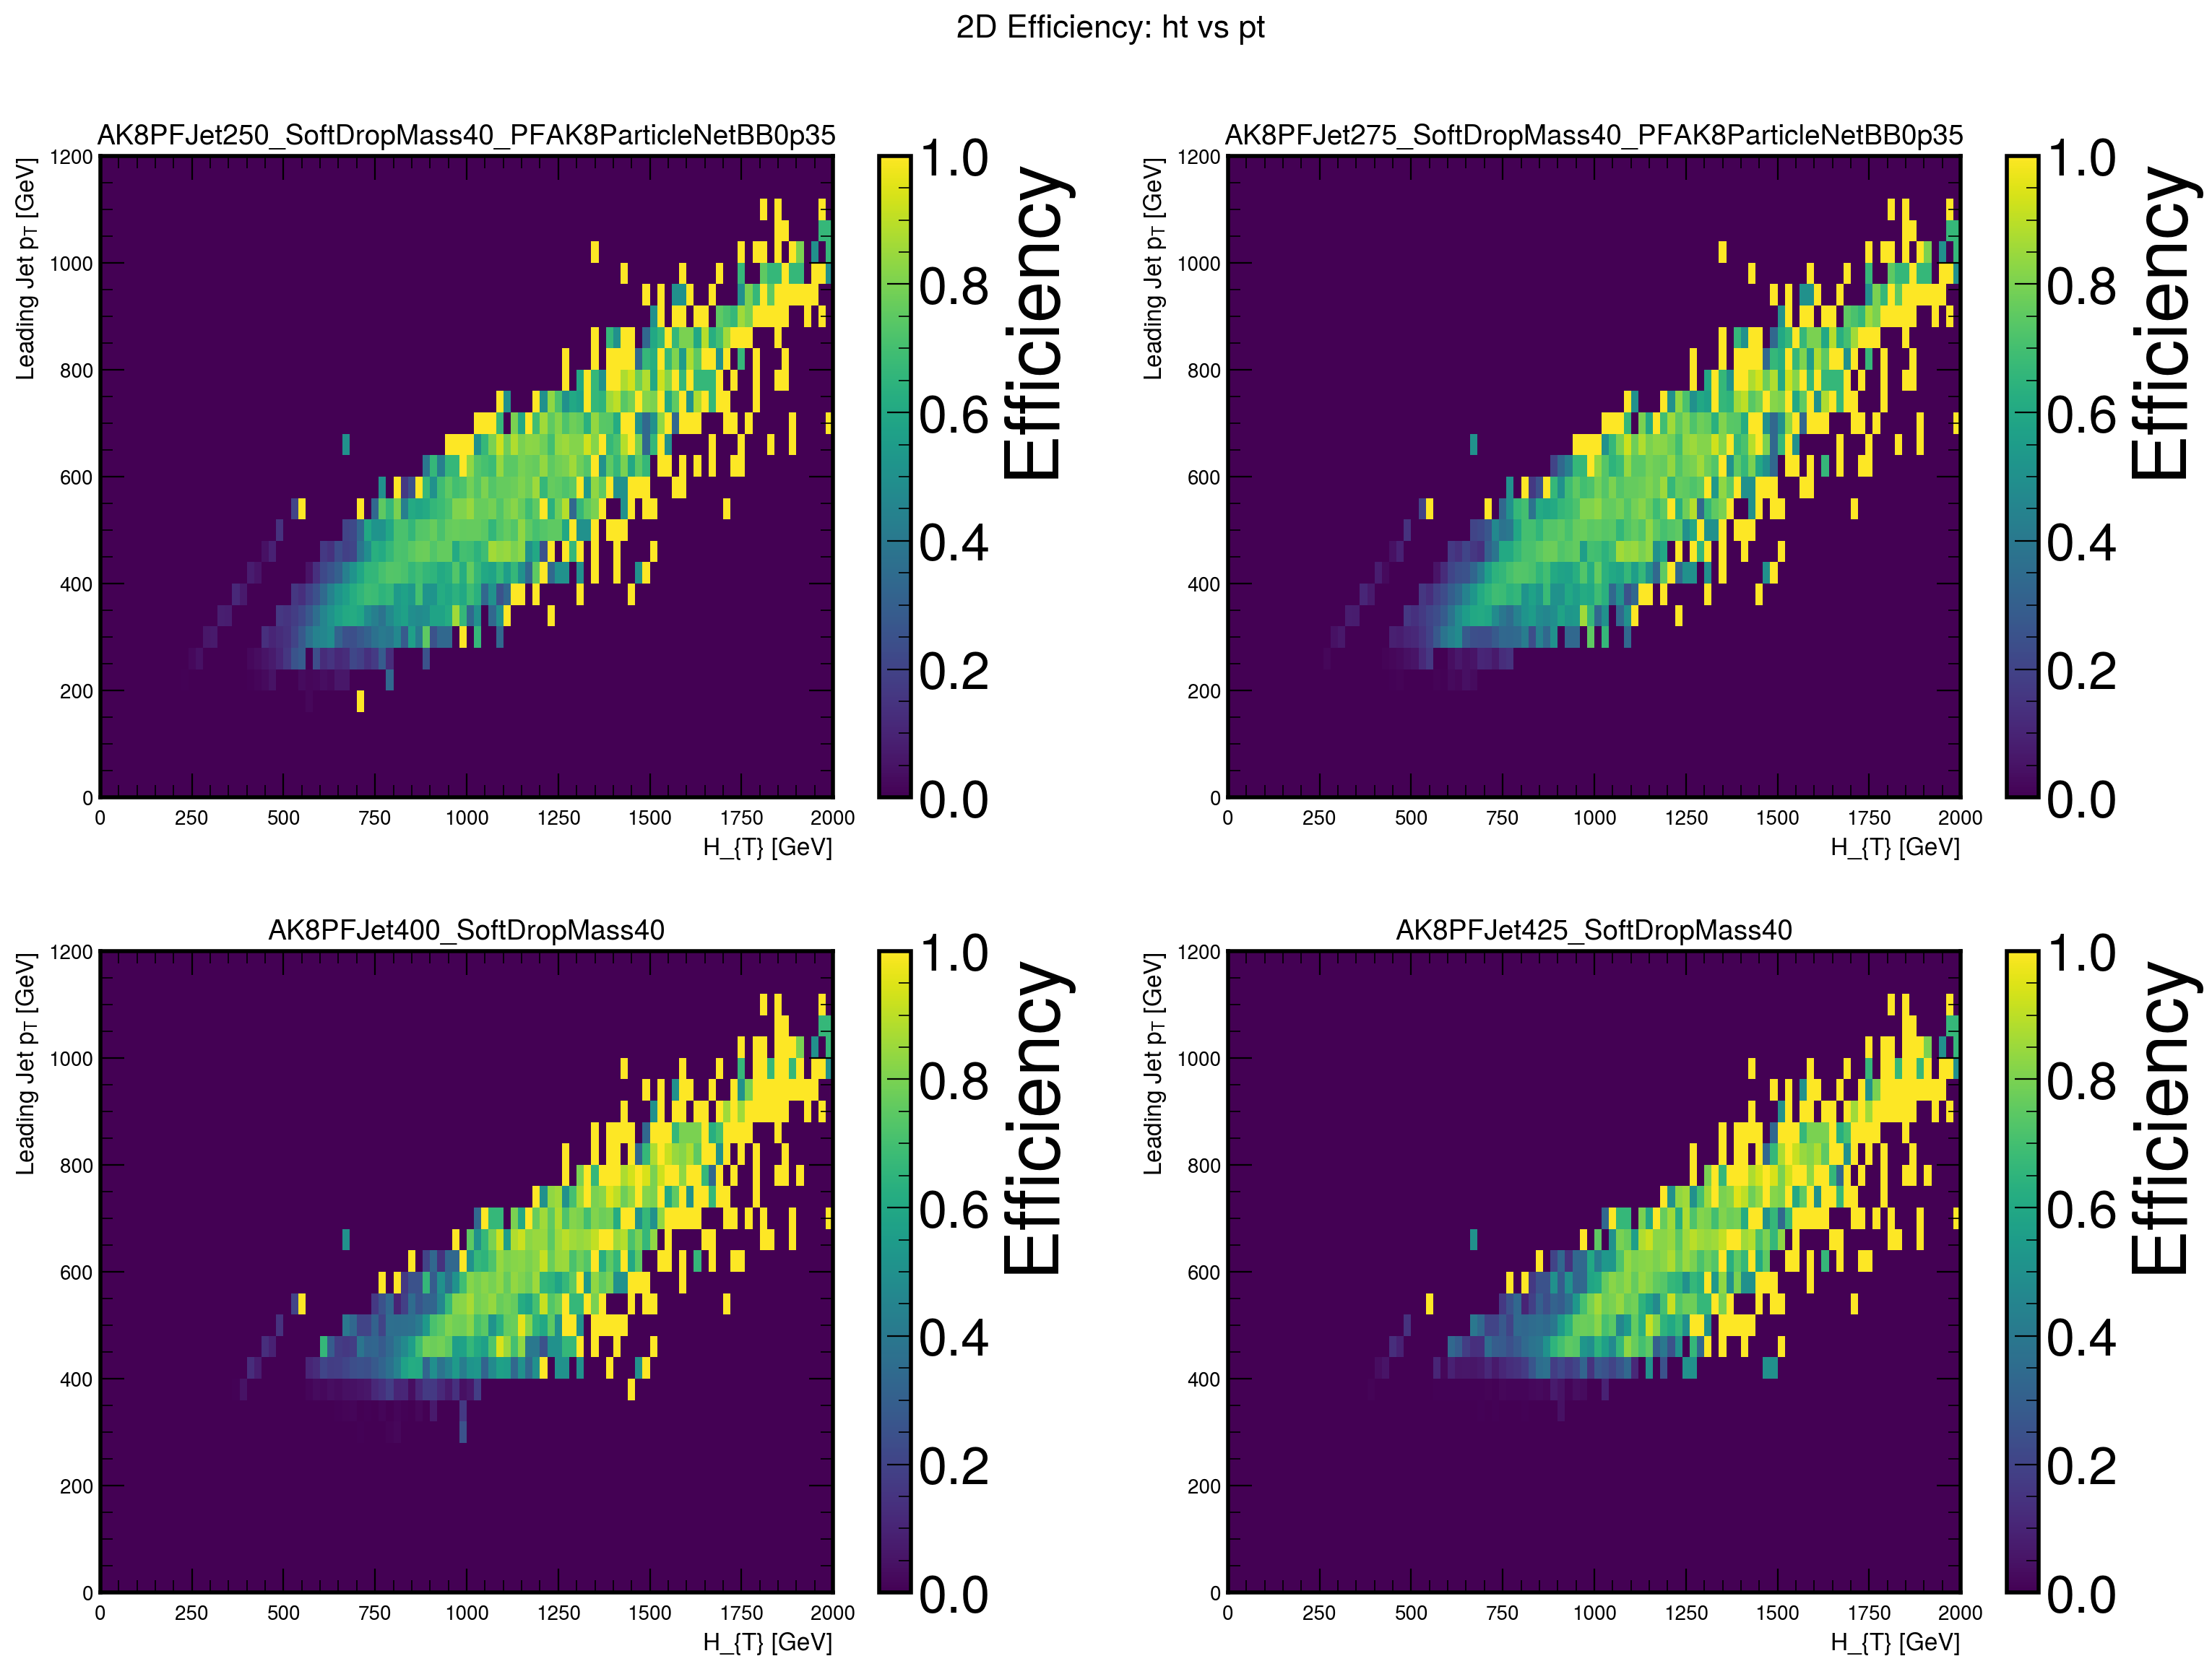 2D Efficiency: ht vs pt
AK8PFJet250_SoftDropMass40_PFAK8ParticleNetBB0p35
Leading Jet pT [GeV]
1200
1000
800
600
400
200
0
0 250 500 750 1000 1250 1500 1750 2000
H_{T} [GeV]
1.0
0.8
0.6
0.4
0.2
0.0
Efficiency
AK8PFJet275_SoftDropMass40_PFAK8ParticleNetBB0p35
Leading Jet pT [GeV]
1200
1000
800
600
400
200
0
0 250 500 750 1000 1250 1500 1750 2000
H_{T} [GeV]
1.0
0.8
0.6
0.4
0.2
0.0
Efficiency
AK8PFJet400_SoftDropMass40
Leading Jet pT [GeV]
1200
1000
800
600
400
200
0
0 250 500 750 1000 1250 1500 1750 2000
H_{T} [GeV]
1.0
0.8
0.6
0.4
0.2
0.0
Efficiency
AK8PFJet425_SoftDropMass40
Leading Jet pT [GeV]
1200
1000
800
600
400
200
0
0 250 500 750 1000 1250 1500 1750 2000
H_{T} [GeV]
1.0
0.8
0.6
0.4
0.2
0.0
Efficiency